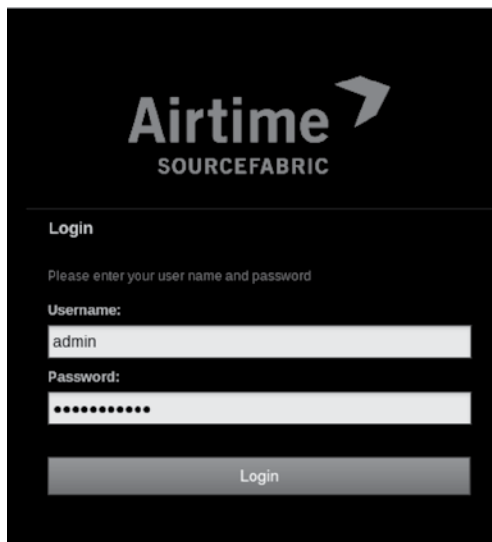 Airtime
SOURCEFABRIC
Login
Please enter your user name and password
Username:
admin
Password:
•••••••••••
Login